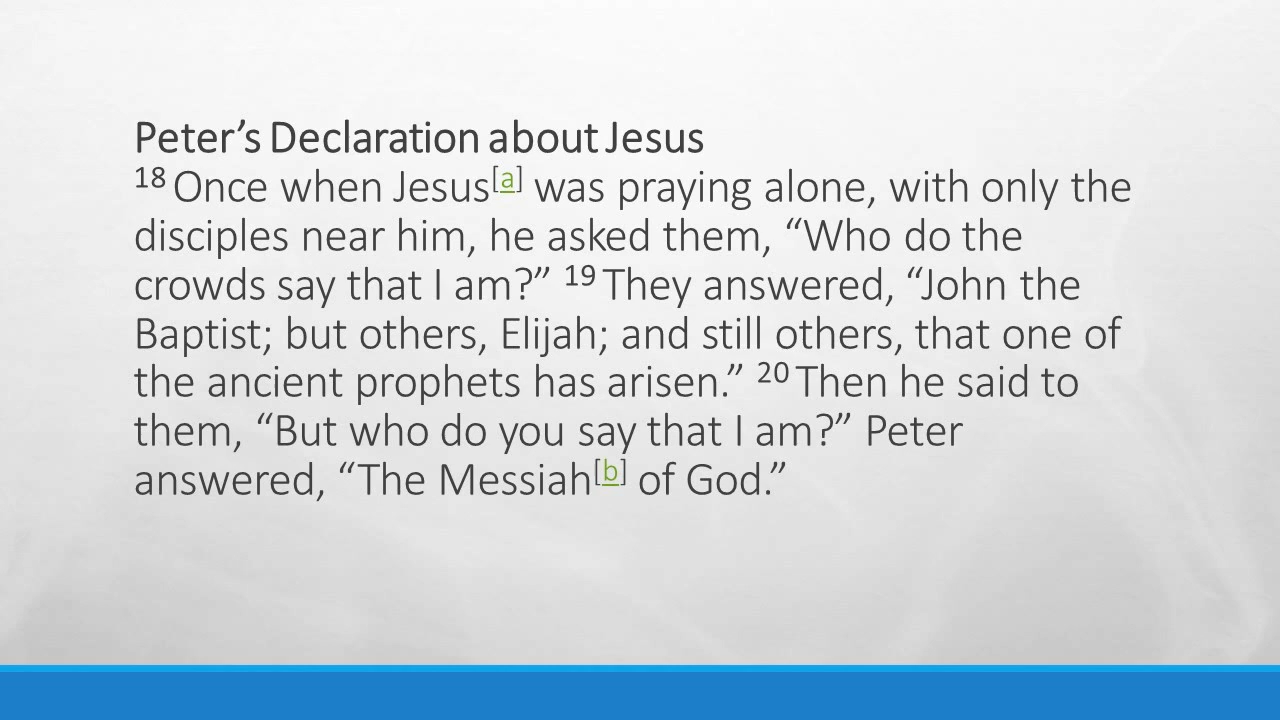 Peter’s Declaration about Jesus
18 Once when Jesus[a] was praying alone, with only the
disciples near him, he asked them, “Who do the
crowds say that I am?” 19 They answered, “John the
Baptist; but others, Elijah; and still others, that one of
the ancient prophets has arisen.” 20 Then he said to
them, “But who do you say that I am?” Peter
answered, “The Messiah[b] of God.”